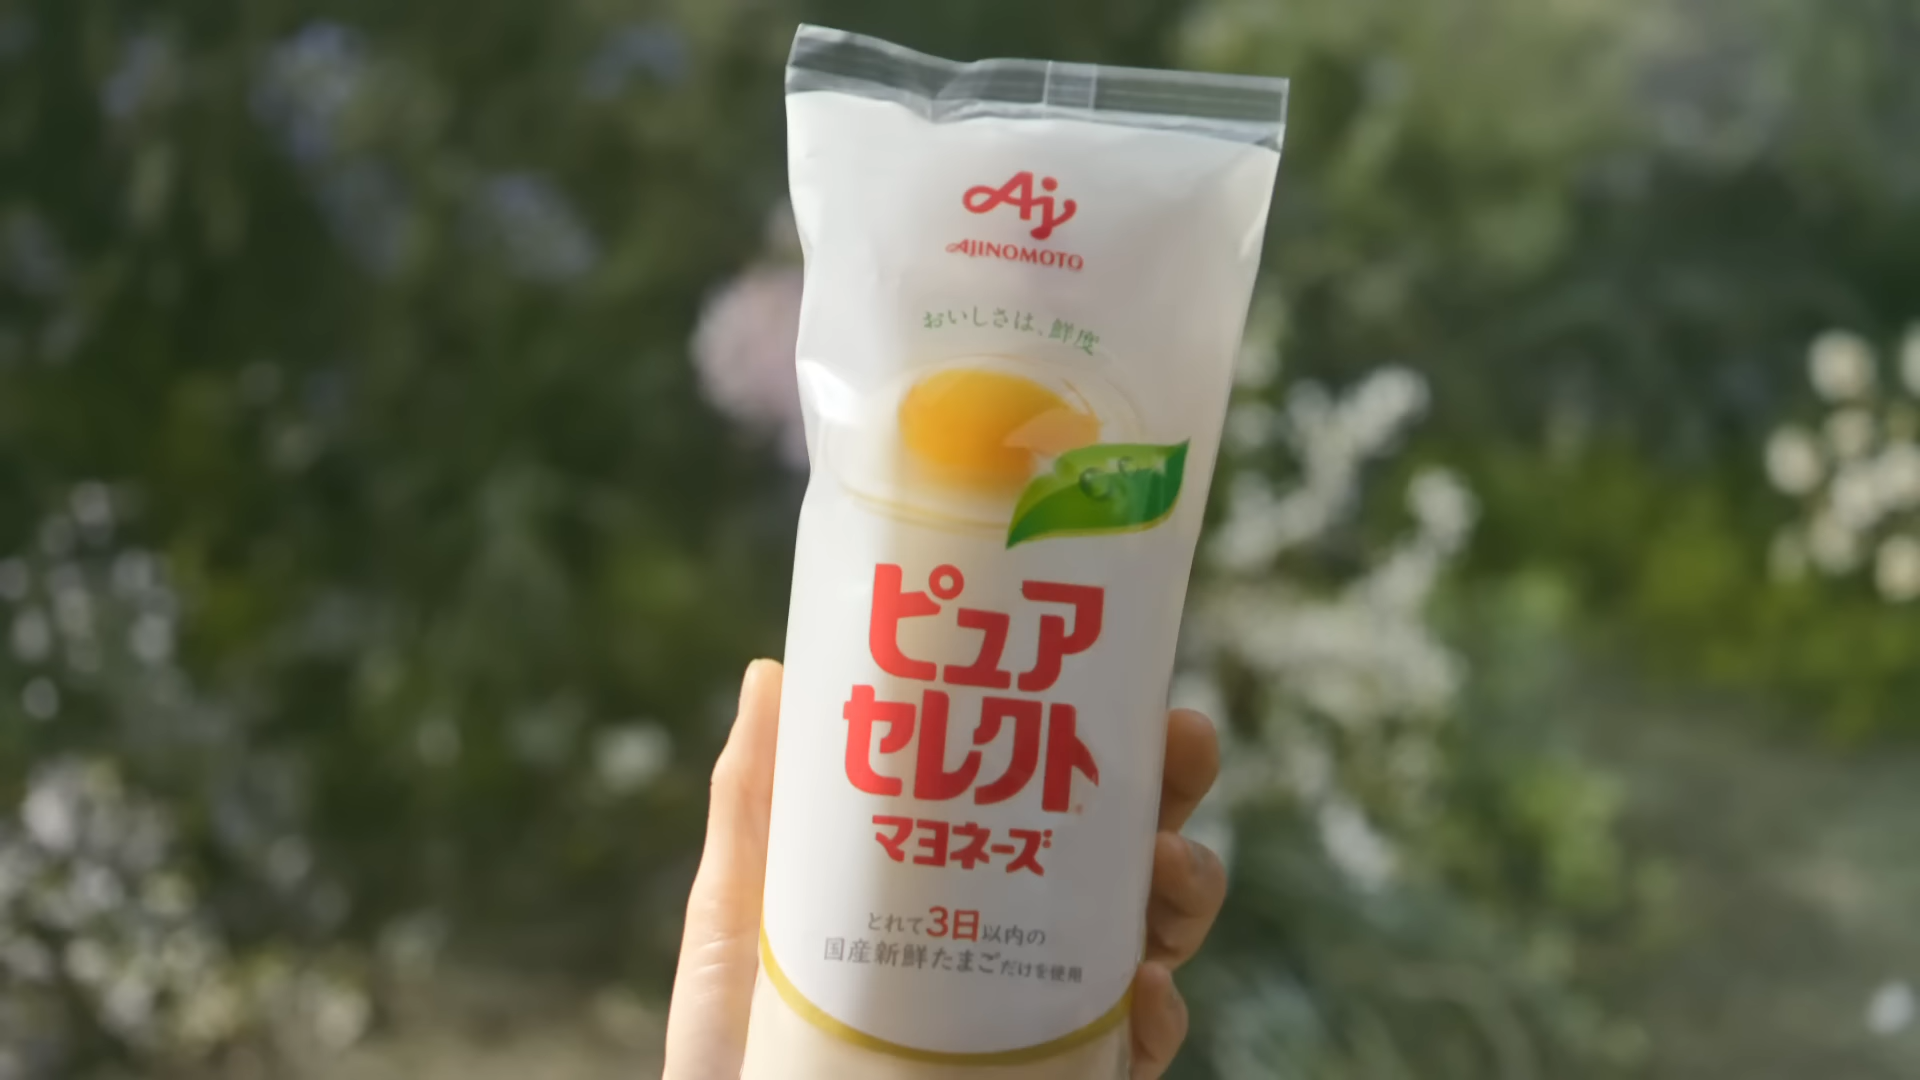 Aj
AJINOMOTO
おいしさは、鮮度
ピュア
セレクト
マヨネーズ
とれて3日以内の
国産新鮮たまごだけを使用